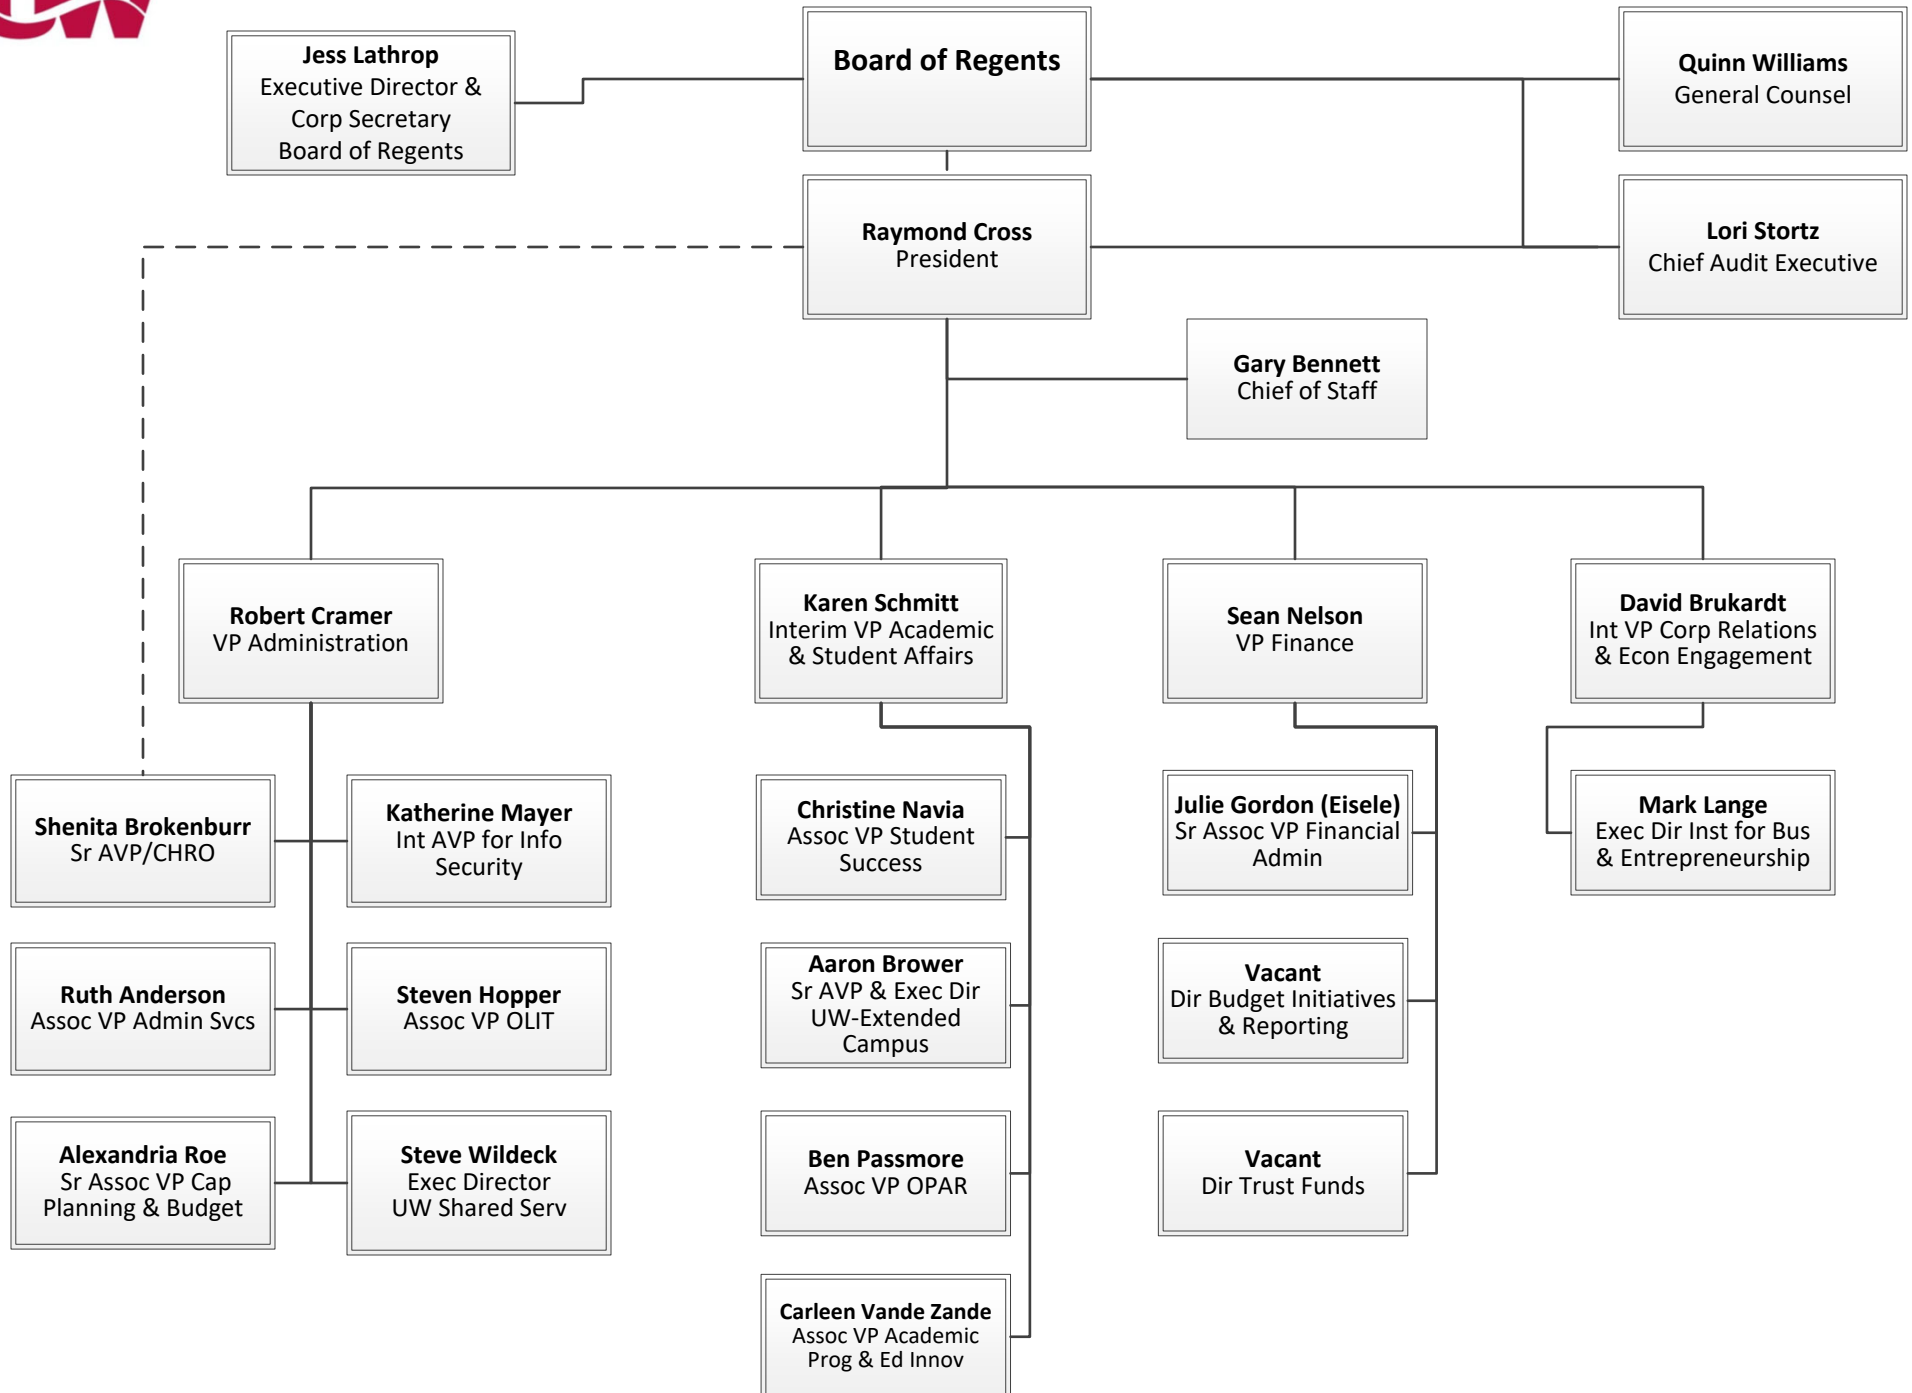 Jess Lathrop
Executive Director &
Corp Secretary
Board of Regents
Board of Regents
Quinn Williams
General Counsel
Raymond Cross
President
Lori Stortz
Chief Audit Executive
Gary Bennett
Chief of Staff
Robert Cramer
VP Administration
Karen Schmitt
Interim VP Academic
& Student Affairs
Sean Nelson
VP Finance
David Brukardt
Int VP Corp Relations
& Econ Engagement
Shenita Brokenburr
Sr AVP/CHRO
Katherine Mayer
Int AVP for Info
Security
Christine Navia
Assoc VP Student
Success
Julie Gordon (Eisele)
Sr Assoc VP Financial
Admin
Mark Lange
Exec Dir Inst for Bus
& Entrepreneurship
Ruth Anderson
Assoc VP Admin Svcs
Steven Hopper
Assoc VP OLIT
Aaron Brower
Sr AVP & Exec Dir
UW-Extended
Campus
Vacant
Dir Budget Initiatives
& Reporting
Alexandria Roe
Sr Assoc VP Cap
Planning & Budget
Steve Wildeck
Exec Director
UW Shared Serv
Ben Passmore
Assoc VP OPAR
Vacant
Dir Trust Funds
Carleen Vande Zande
Assoc VP Academic
Prog & Ed Innov